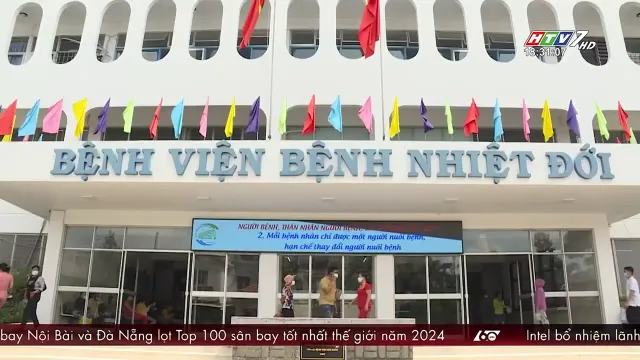 HTV7 HD
18:31:07
BỆNH VIỆN BỆNH NHIỆT ĐỚI
NGƯỜI BỆNH, THÂN NHÂN NGƯỜI BỆNH
2. Mỗi bệnh nhân chỉ được một người nuôi bệnh,
hạn chế thay đổi người nuôi bệnh
bay Nội Bài và Đà Nẵng lọt Top 100 sân bay tốt nhất thế giới năm 2024 Intel bổ nhiệm lãnh